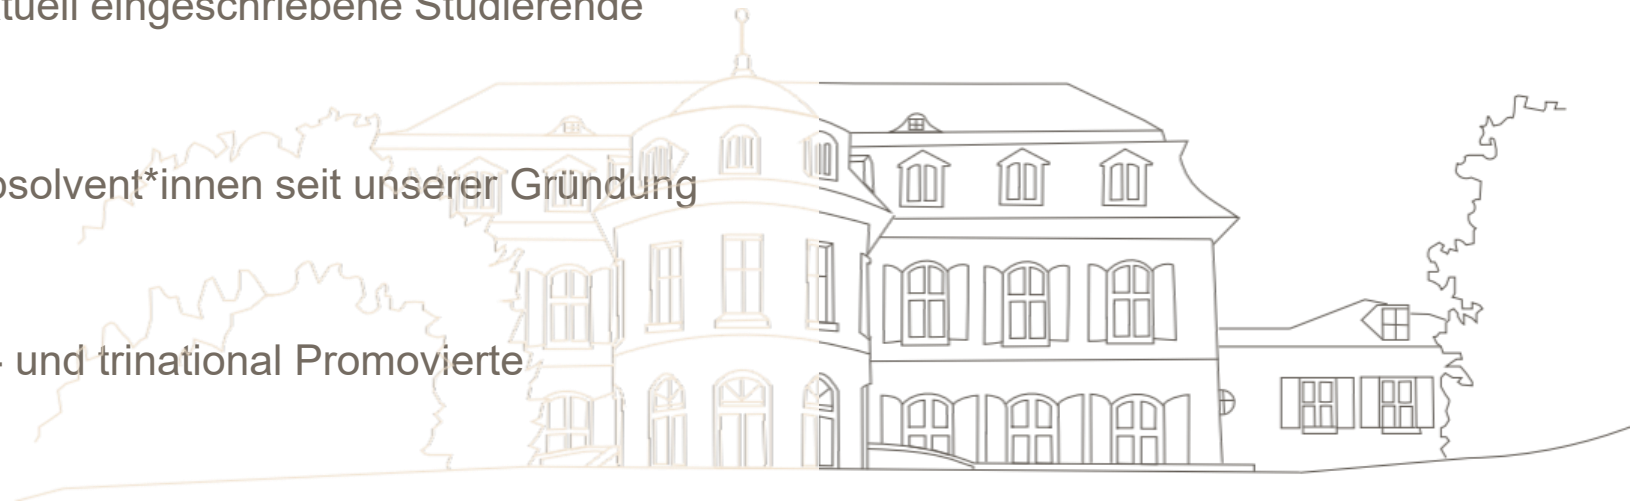 tuell eingeschriebene Studierende
bsolvent*innen seit unserer Gründung
- und trinational Promovierte